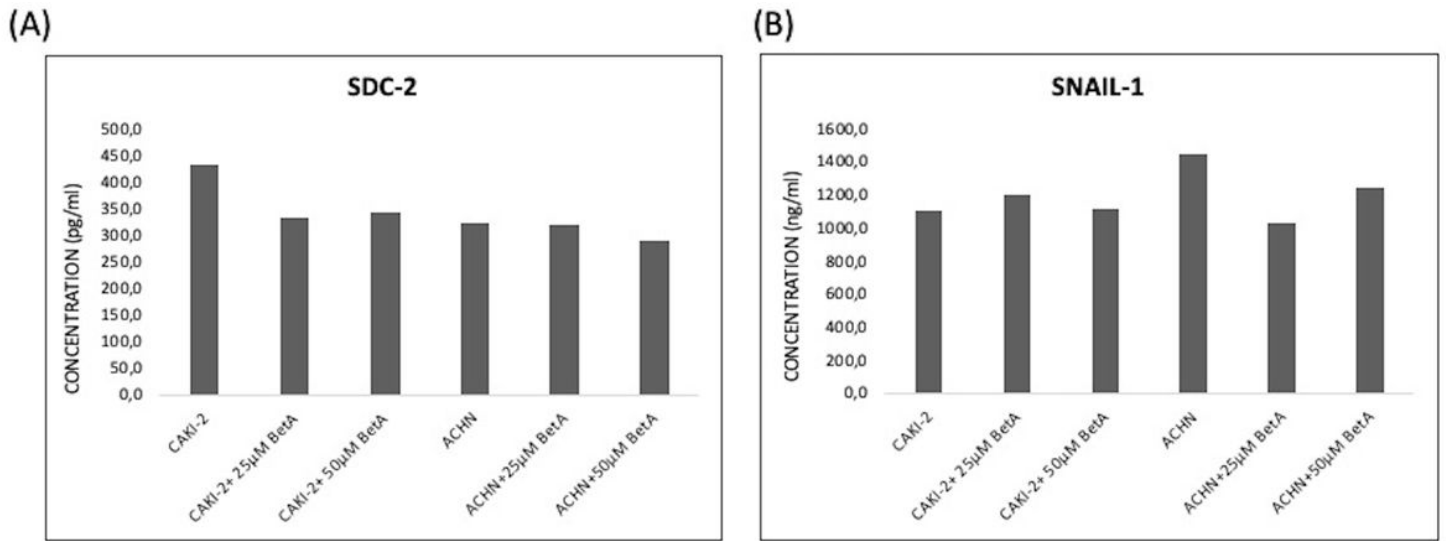 (A)
SDC-2
CONCENTRATION (pg/ml)
500,0
450,0
400,0
350,0
300,0
250,0
200,0
150,0
100,0
50,0
0,0
CAKI-2
CAKI-2+ 25µM BetA
CAKI-2+ 50µM BetA
ACHN
ACHN+25µM BetA
ACHN+50µM BetA
(B)
SNAIL-1
CONCENTRATION (ng/ml)
1600,0
1400,0
1200,0
1000,0
800,0
600,0
400,0
200,0
0,0
CAKI-2
CAKI-2+ 25µM BetA
CAKI-2+ 50µM BetA
ACHN
ACHN+25µM BetA
ACHN+50µM BetA